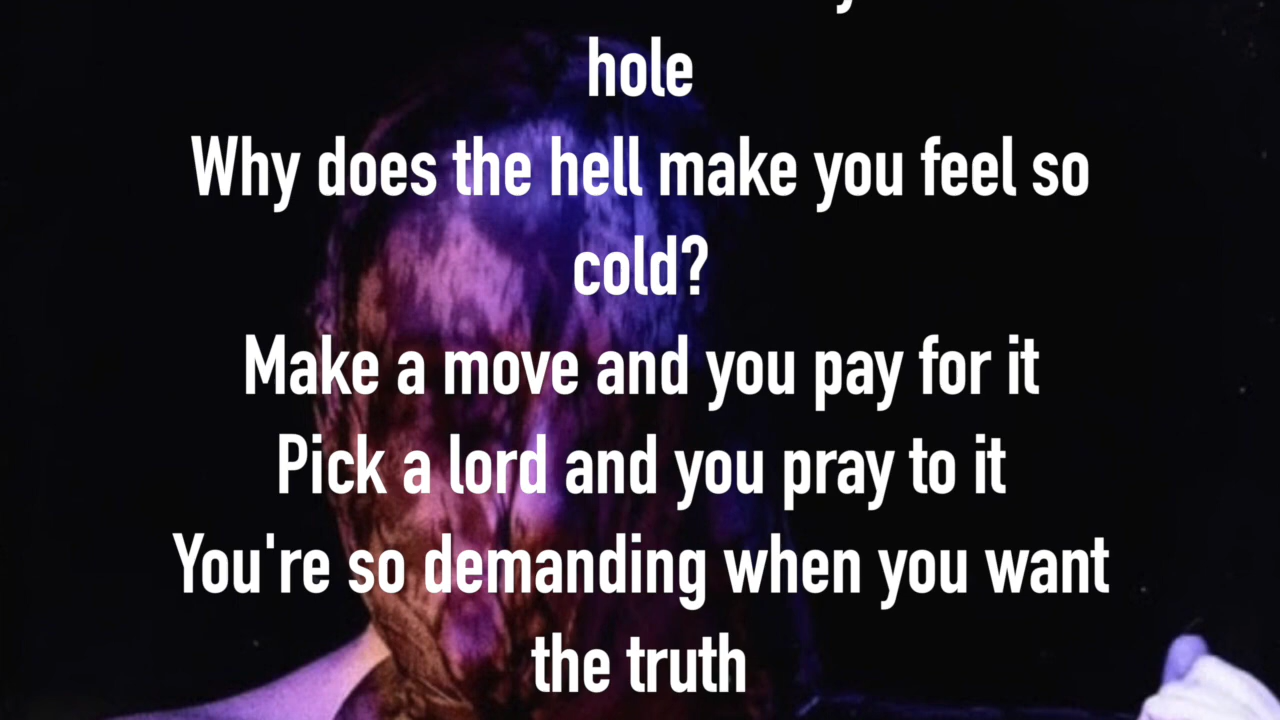 hole
Why does the hell make you feel so
cold?
Make a move and you pay for it
Pick a lord and you pray to it
You're so demanding when you want
the truth